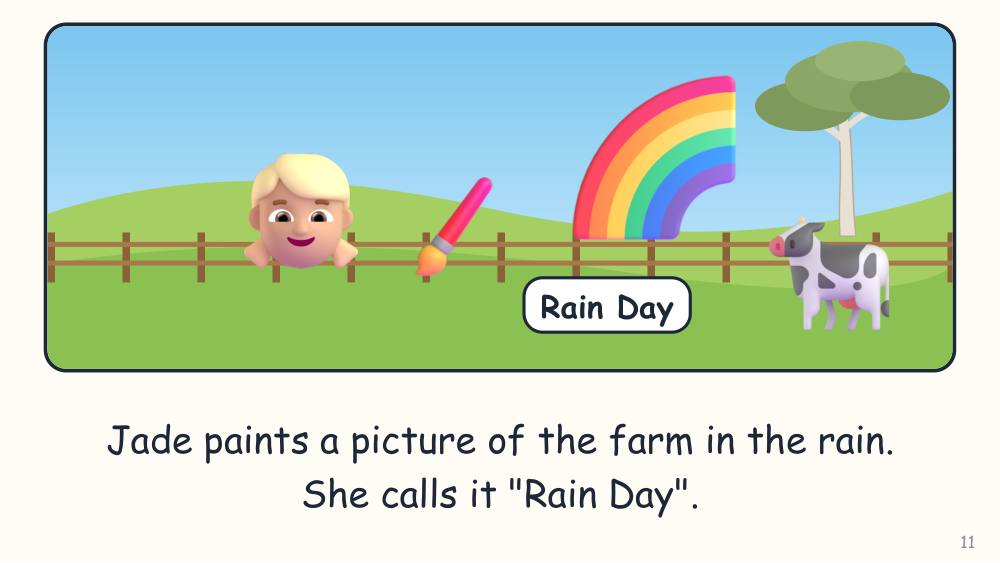 Rain Day
Jade paints a picture of the farm in the rain.
She calls it "Rain Day".
11